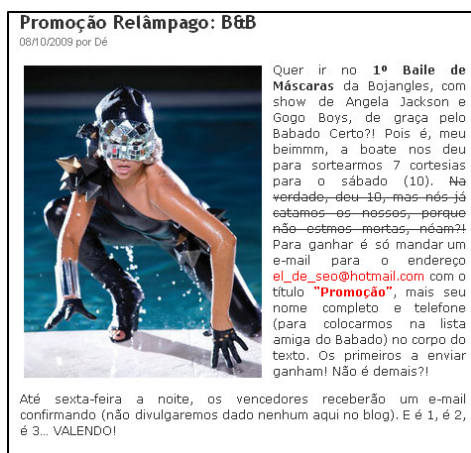 Promoção Relâmpago: B&B
08/10/2009 por Dé
Quer ir no 1º Baile de
Máscaras da Bojangles, com
show de Angela Jackson e
Gogo Boys, de graça pelo
Babado Certo?! Pois é, meu
beimmm, a boate nos deu
para sortearmos 7 cortesias
para o sábado (10). Na
verdade, deu 10, mas nós já
catamos os nossos, porque
não estmos mortas, néam?!
Para ganhar é só mandar um
e-mail para o endereço
el_de_seo@hotmail.com com o
título "Promoção", mais seu
nome completo e telefone
(para colocarmos na lista
amiga do Babado) no corpo do
texto. Os primeiros a enviar
ganham! Não é demais?!
Até sexta-feira a noite, os vencedores receberão um e-mail
confirmando (não divulgaremos dado nenhum aqui no blog). E é 1, é 2,
é 3... VALENDO!